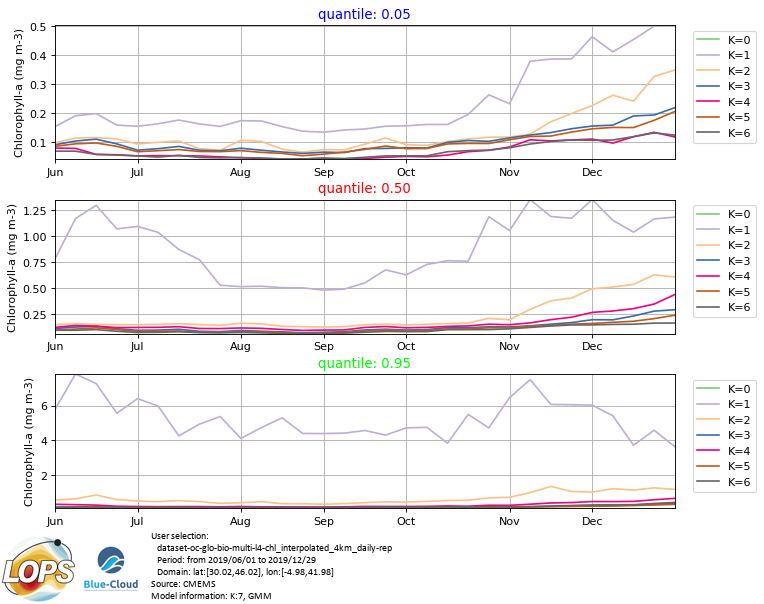 quantile: 0.05
Chlorophyll-a (mg m-3)
0.5
0.4
0.3
0.2
0.1
Jun Jul Aug Sep Oct Nov Dec
K=0
K=1
K=2
K=3
K=4
K=5
K=6
quantile: 0.50
Chlorophyll-a (mg m-3)
1.25
1.00
0.75
0.50
0.25
Jun Jul Aug Sep Oct Nov Dec
K=0
K=1
K=2
K=3
K=4
K=5
K=6
quantile: 0.95
Chlorophyll-a (mg m-3)
6
4
2
Jun Jul Aug Sep Oct Nov Dec
K=0
K=1
K=2
K=3
K=4
K=5
K=6
LOPS
Blue-Cloud
User selection:
dataset-oc-glo-bio-multi-l4-chl_interpolated_4km_daily-rep
Period: from 2019/06/01 to 2019/12/29
Domain: lat:[30.02,46.02], lon:[-4.98,41.98]
Source: CMEMS
Model information: K:7, GMM